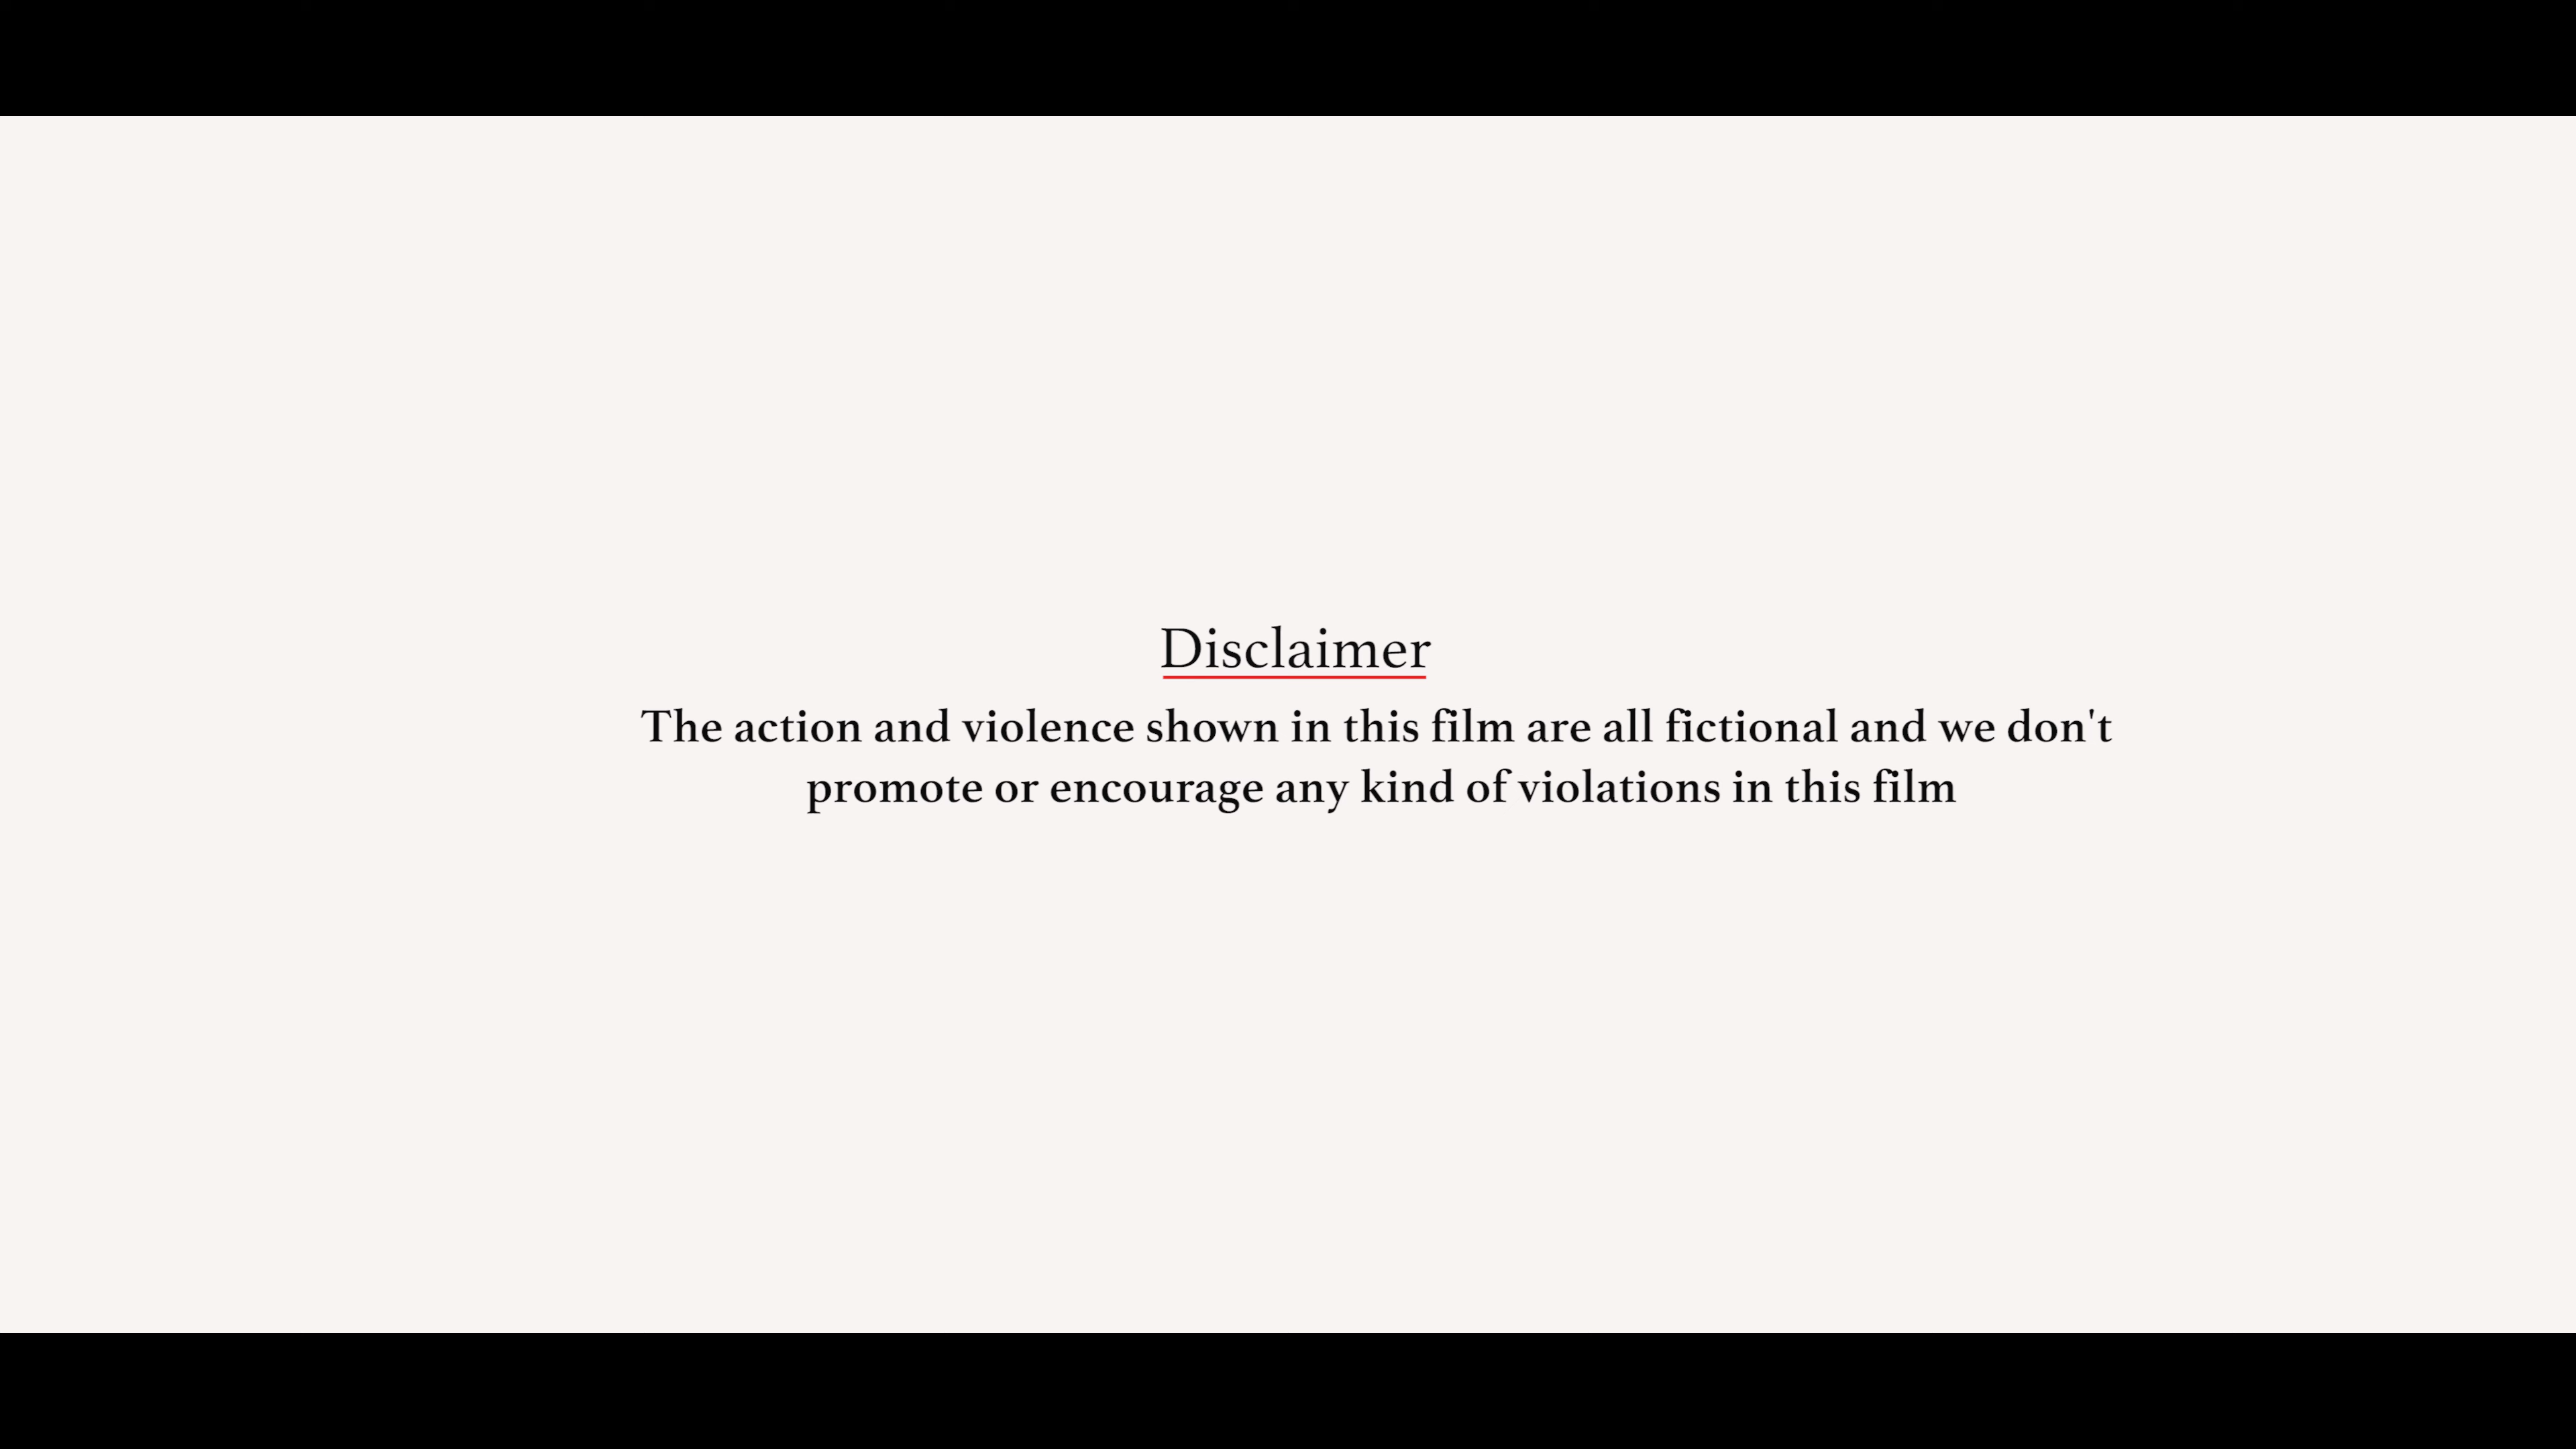 Disclaimer
The action and violence shown in this film are all fictional and we don't
promote or encourage any kind of violations in this film